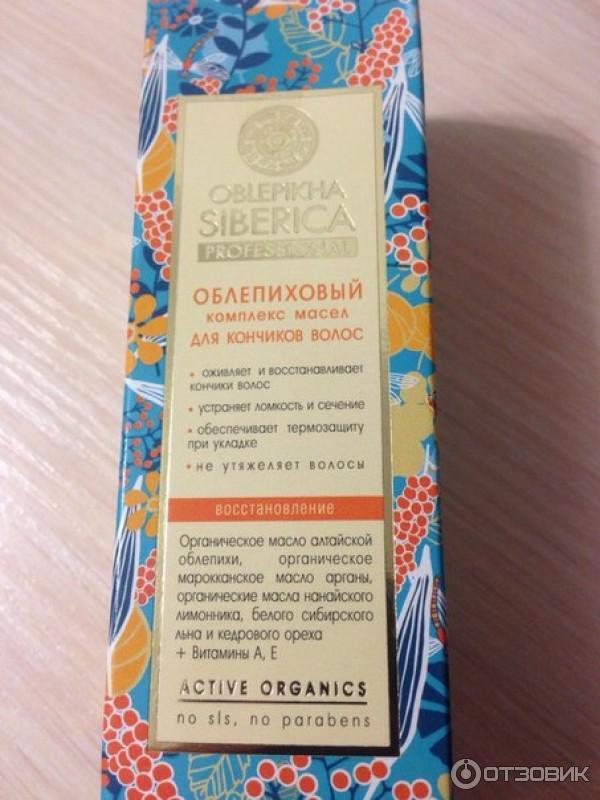 OBLEPIKHA
SIBERICA
PROFESSIONAL
ОБЛЕПИХОВЫЙ
КОМПЛЕКС МАСЕЛ
ДЛЯ КОНЧИКОВ ВОЛОС
• оживляет и восстанавливает
кончики волос
• устраняет ломкость и сечение
• обеспечивает термозащиту
при укладке
• не утяжеляет волосы
восстановление
Органическое масло алтайской
облепихи, органическое
марокканское масло арганы,
органические масла нанайского
лимонника, белого сибирского
льна и кедрового ореха
+ Витамины А, Е
ACTIVE ORGANICS
no sls, no parabens
ОТЗОВИК